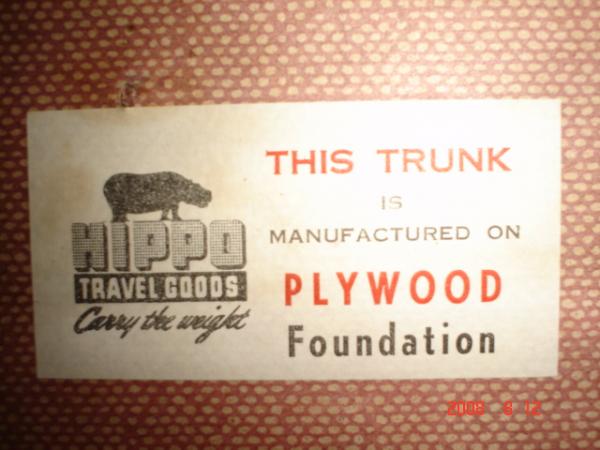 HIPPO
TRAVEL GOODS
Carry the weight
THIS TRUNK
IS
MANUFACTURED ON
PLYWOOD
Foundation
2008 8 12